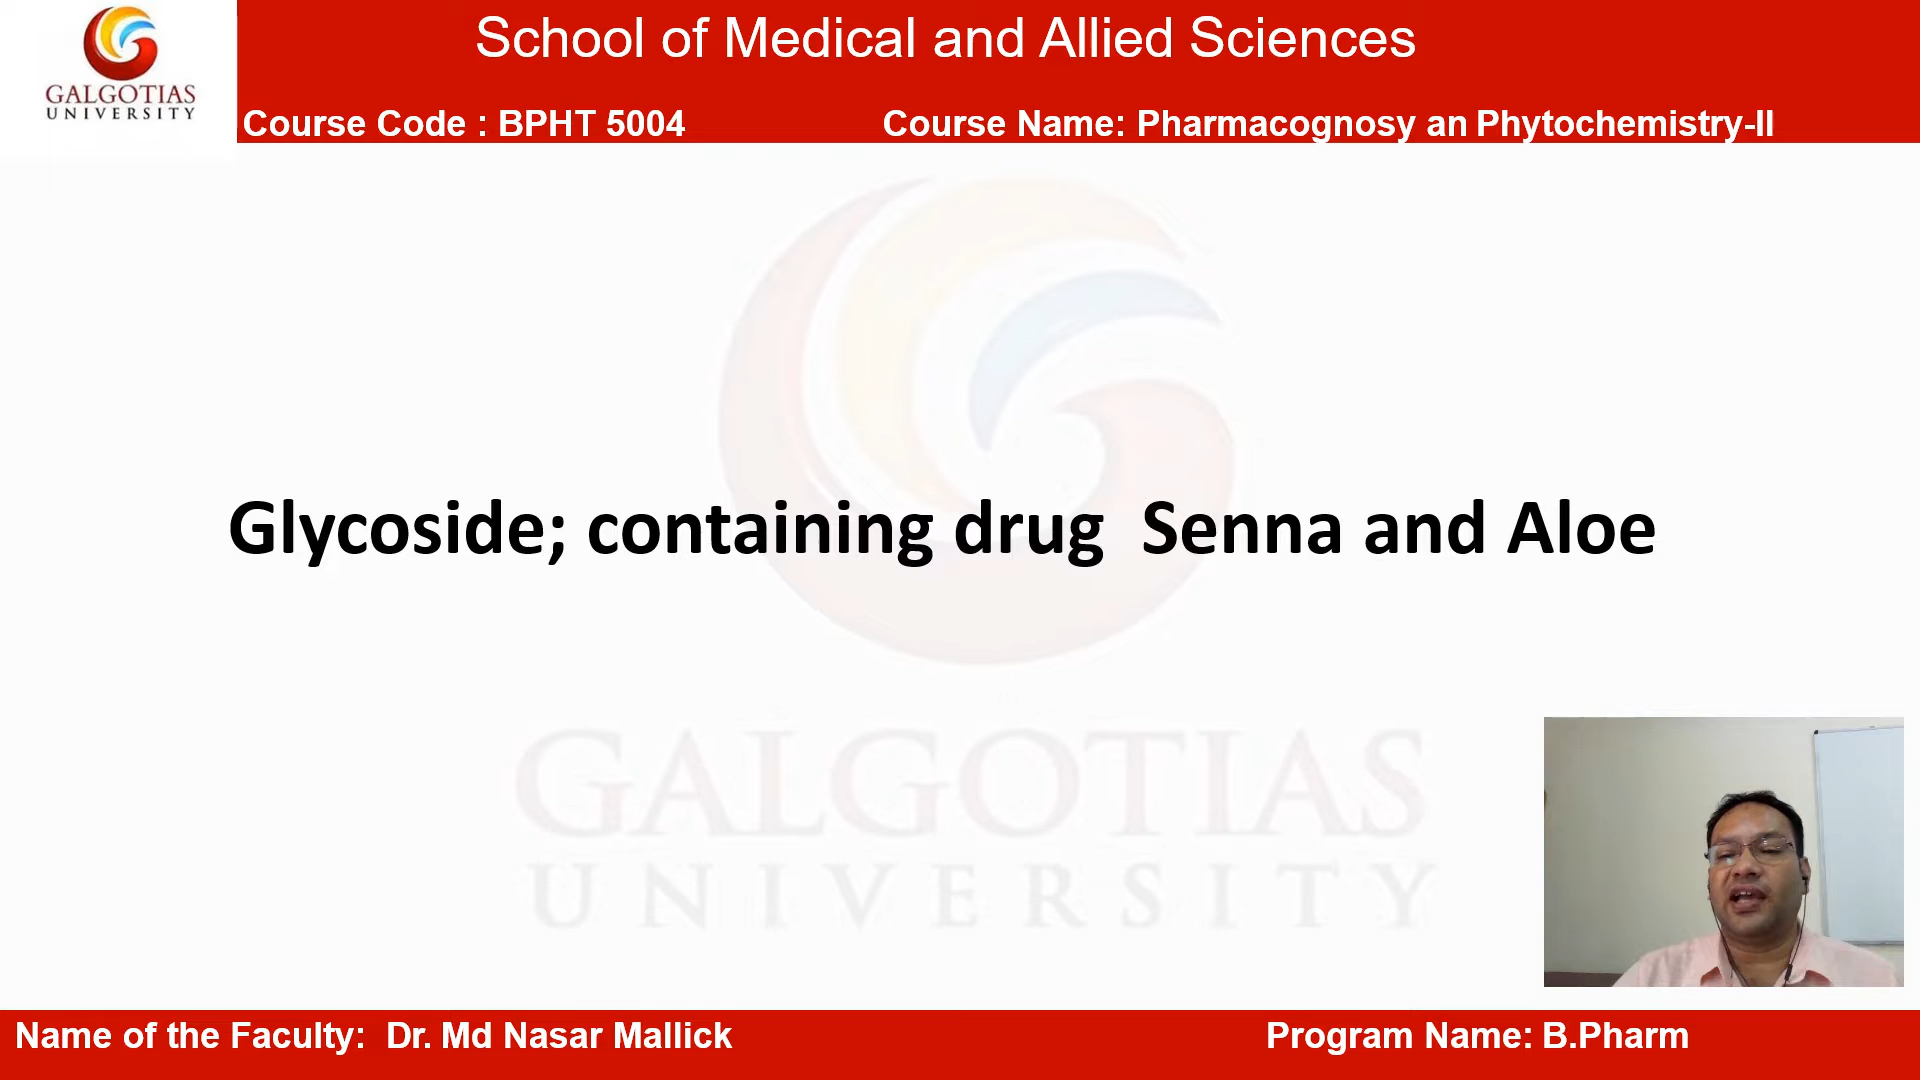 School of Medical and Allied Sciences
GALGOTIAS
UNIVERSITY
Course Code : BPHT 5004
Course Name: Pharmacognosy an Phytochemistry-II
Glycoside; containing drug  Senna and Aloe
GALGOTIAS
UNIVERSITY
Name of the Faculty:  Dr. Md Nasar Mallick
Program Name: B.Pharm